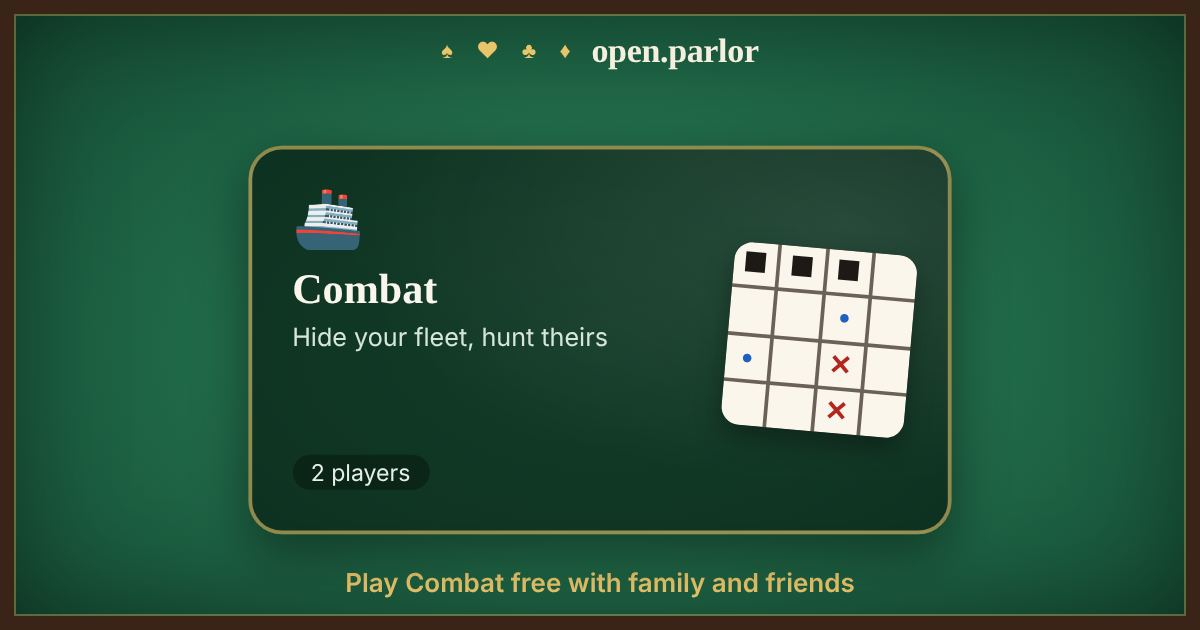 open.parlor
Combat
Hide your fleet, hunt theirs
2 players
Play Combat free with family and friends